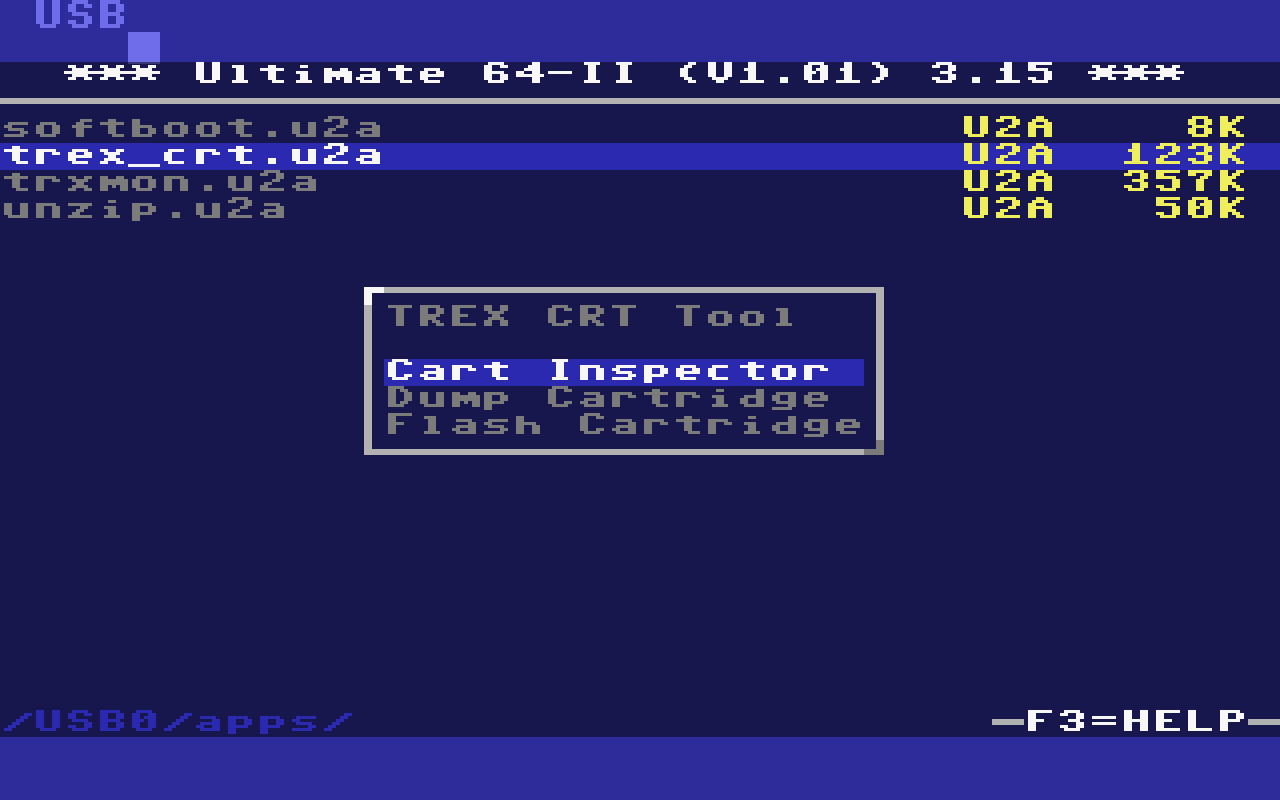 USB
*** Ultimate 64-II (V1.01) 3.15 ***
softboot.u2a U2A 8K
trex_crt.u2a U2A 123K
trxmon.u2a U2A 357K
unzip.u2a U2A 50K
TREX CRT Tool
Cart Inspector
Dump Cartridge
Flash Cartridge
/USB0/apps/ F3=HELP